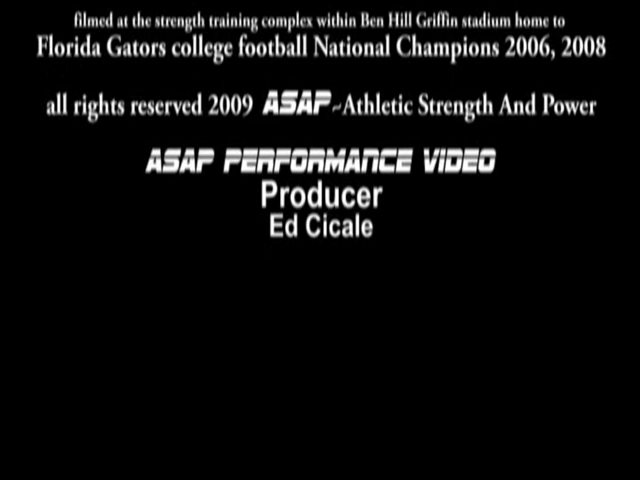 filmed at the strength training complex within Ben Hill Griffin stadium home to
Florida Gators college football National Champions 2006, 2008
all rights reserved 2009 ASAP~Athletic Strength And Power
ASAP PERFORMANCE VIDEO
Producer
Ed Cicale